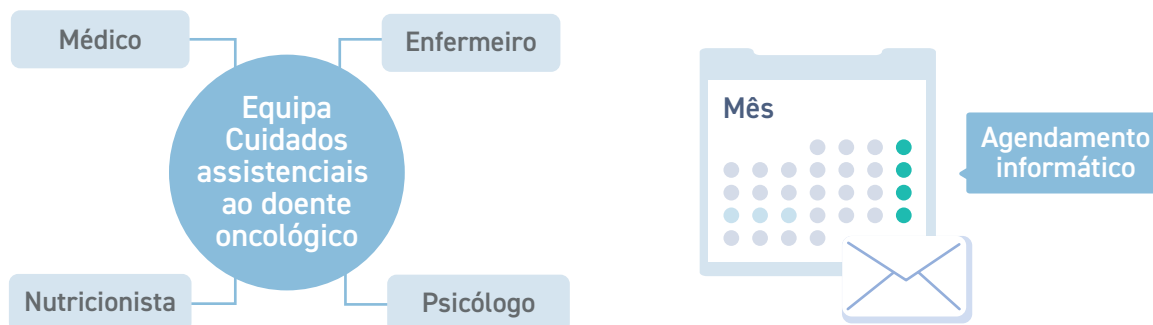 Médico
Enfermeiro
Equipa
Cuidados
assistenciais
ao doente
oncológico
Nutricionista
Psicólogo
Mês
Agendamento
informático